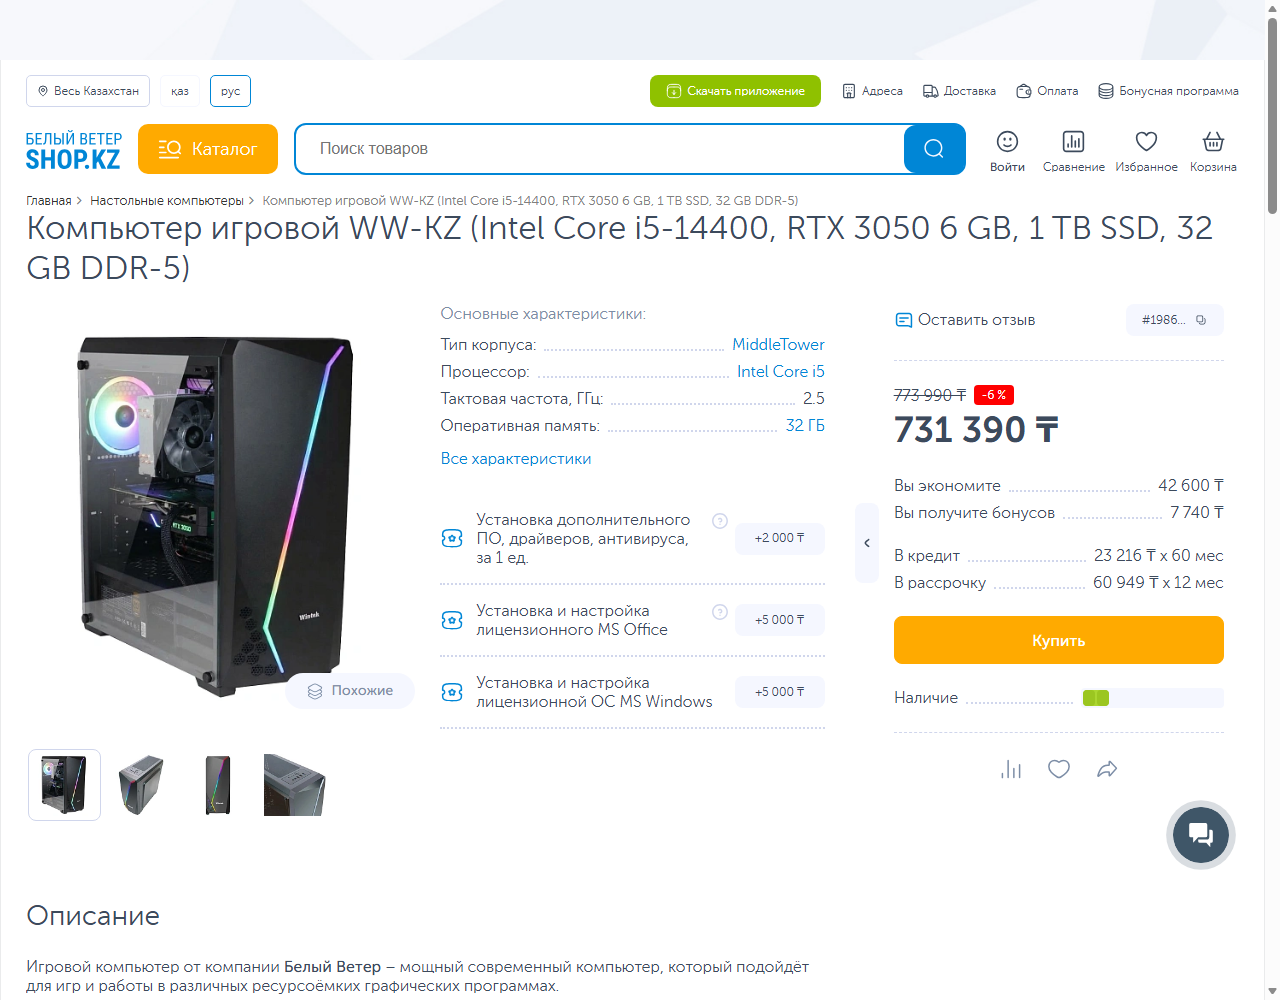 Весь Казахстан
қаз
рус
Скачать приложение
Адреса
Доставка
Оплата
Бонусная программа
БЕЛЫЙ ВЕТЕР
SHOP.KZ
Каталог
Поиск товаров
Войти
Сравнение
Избранное
Корзина
Главная > Настольные компьютеры > Компьютер игровой WW-KZ (Intel Core i5-14400, RTX 3050 6 GB, 1 TB SSD, 32 GB DDR-5)
Компьютер игровой WW-KZ (Intel Core i5-14400, RTX 3050 6 GB, 1 TB SSD, 32
GB DDR-5)
RTX 3050
Wintek
Похожие
Основные характеристики:
Тип корпуса: MiddleTower
Процессор: Intel Core i5
Тактовая частота, ГГц: 2.5
Оперативная память: 32 ГБ
Все характеристики
Установка дополнительного
ПО, драйверов, антивируса,
за 1 ед.
?
+2 000 ₸
Установка и настройка
лицензионного MS Office
?
+5 000 ₸
Установка и настройка
лицензионной ОС MS Windows
+5 000 ₸
Оставить отзыв
#1986...
773 990 ₸
-6 %
731 390 ₸
Вы экономите 42 600 ₸
Вы получите бонусов 7 740 ₸
В кредит 23 216 ₸ x 60 мес
В рассрочку 60 949 ₸ x 12 мес
Купить
Наличие
Описание
Игровой компьютер от компании Белый Ветер – мощный современный компьютер, который подойдёт
для игр и работы в различных ресурсоёмких графических программах.